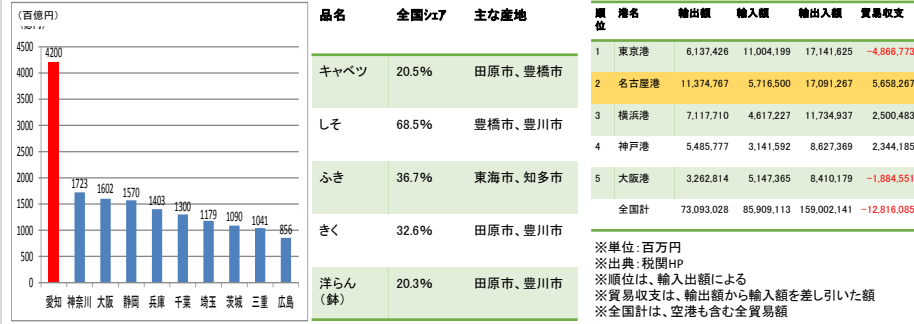 （百億円）
4500
4000
3500
3000
2500
2000
1500
1000
500
0
4200
1723
1602
1570
1403
1300
1179
1090
1041
856
愛知 神奈川 大阪 静岡 兵庫 千葉 埼玉 茨城 三重 広島
品名 全国シェア 主な産地
キャベツ 20.5% 田原市、豊橋市
しそ 68.5% 豊橋市、豊川市
ふき 36.7% 東海市、知多市
きく 32.6% 田原市、豊川市
洋らん（鉢） 20.3% 田原市、豊川市
順位 港名 輸出額 輸入額 輸出入額 貿易収支
1 東京港 6,137,426 11,004,199 17,141,625 −4,866,773
2 名古屋港 11,374,767 5,716,500 17,091,267 5,658,267
3 横浜港 7,117,710 4,617,227 11,734,937 2,500,483
4 神戸港 5,485,777 3,141,592 8,627,369 2,344,185
5 大阪港 3,262,814 5,147,365 8,410,179 −1,884,551
全国計 73,093,028 85,909,113 159,002,141 −12,816,085
※単位：百万円
※出典：税関HP
※順位は、輸入出額による
※貿易収支は、輸出額から輸入額を差し引いた額
※全国計は、空港も含む全貿易額